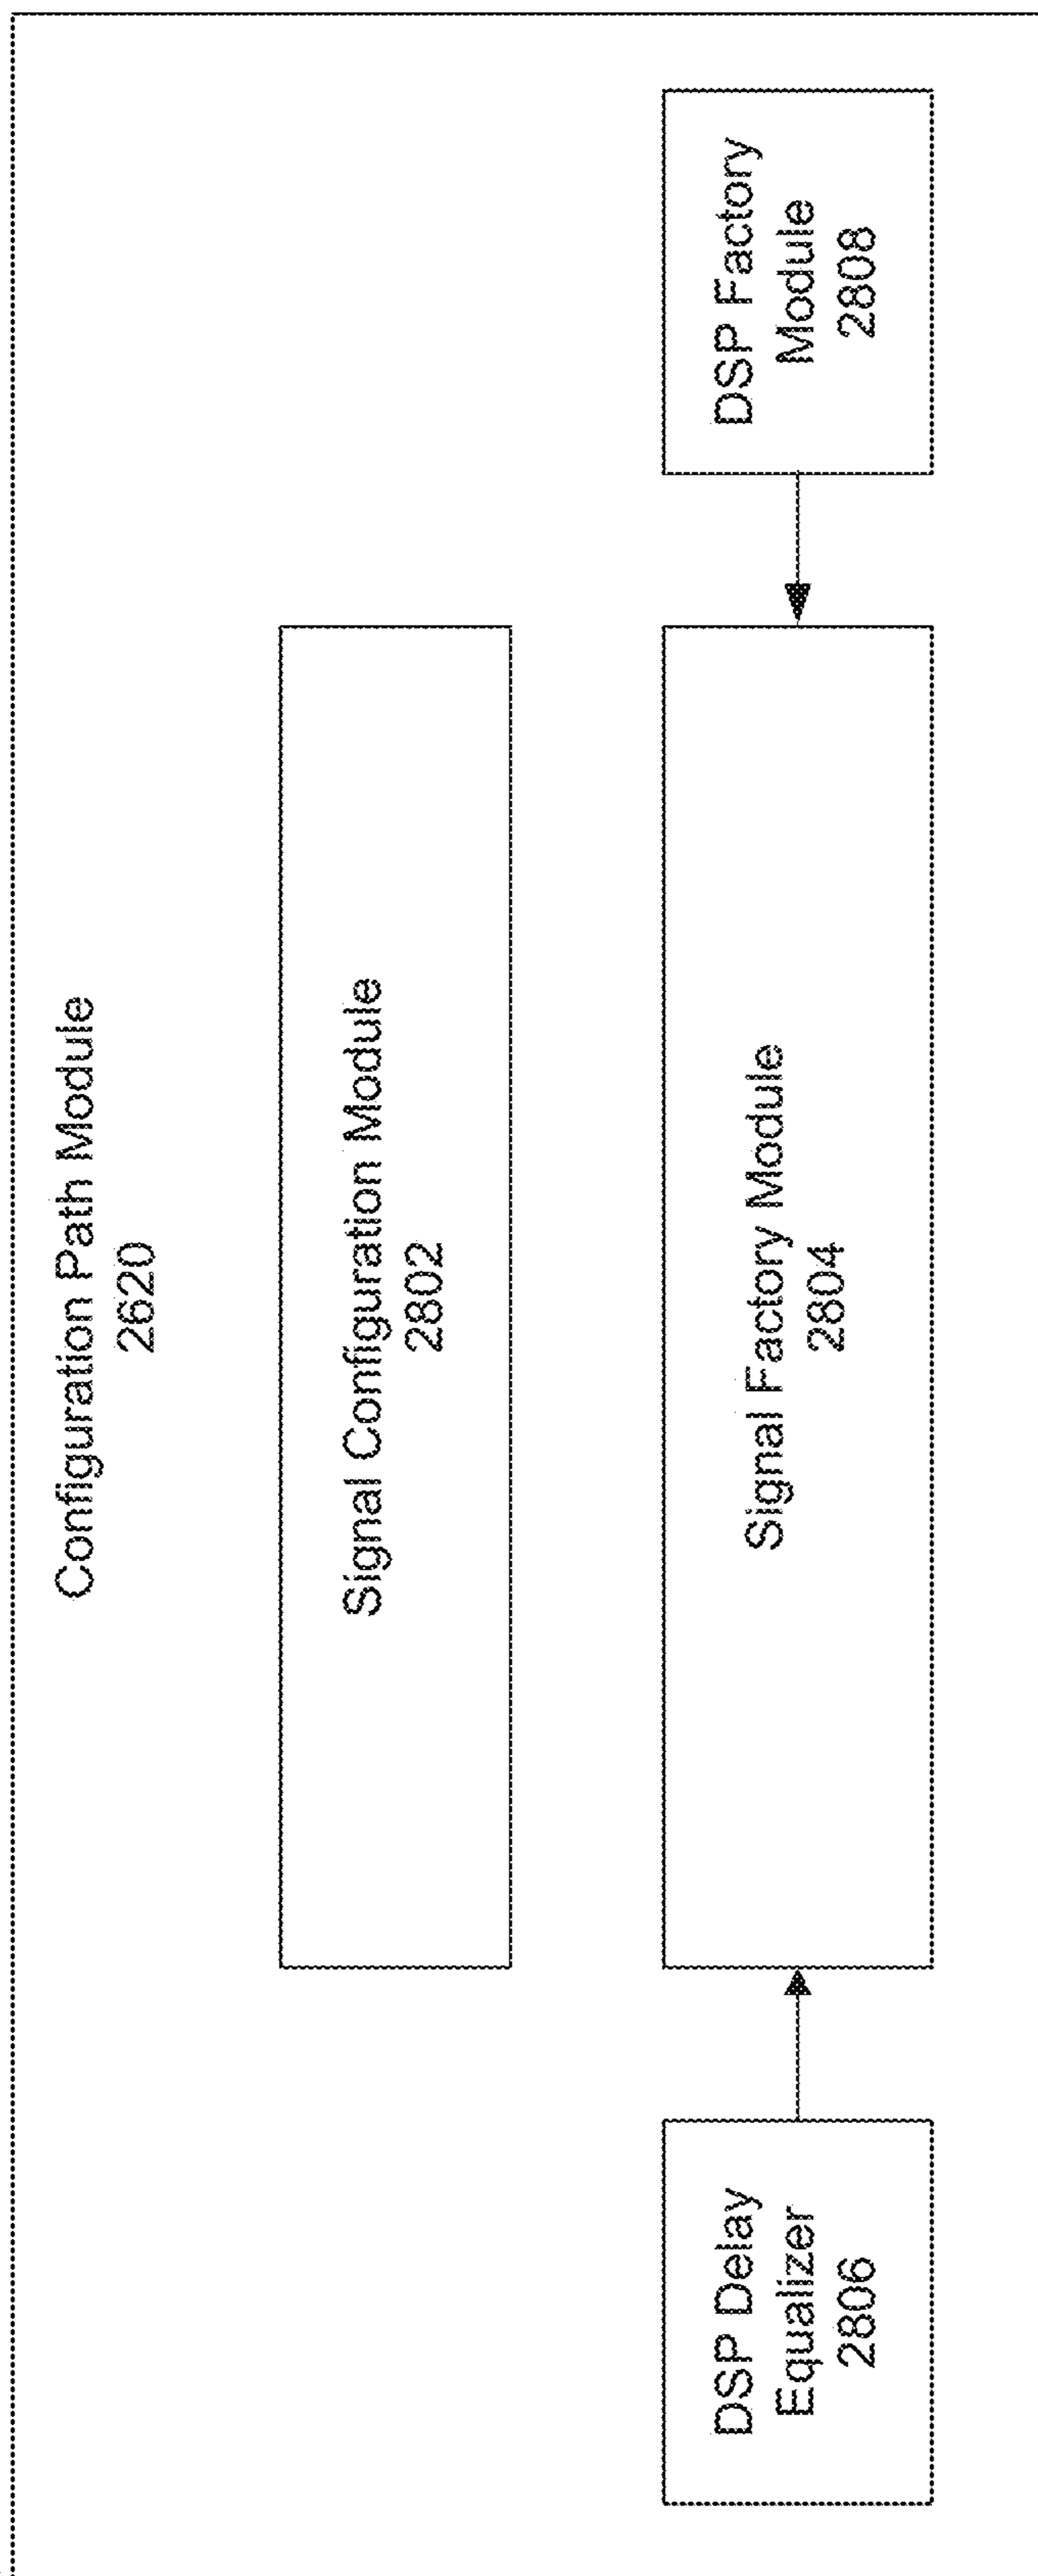 Configuration Path Module
2620
Signal Configuration Module
2802
DSP Delay
Equalizer
2806
Signal Factory Module
2804
DSP Factory
Module
2808